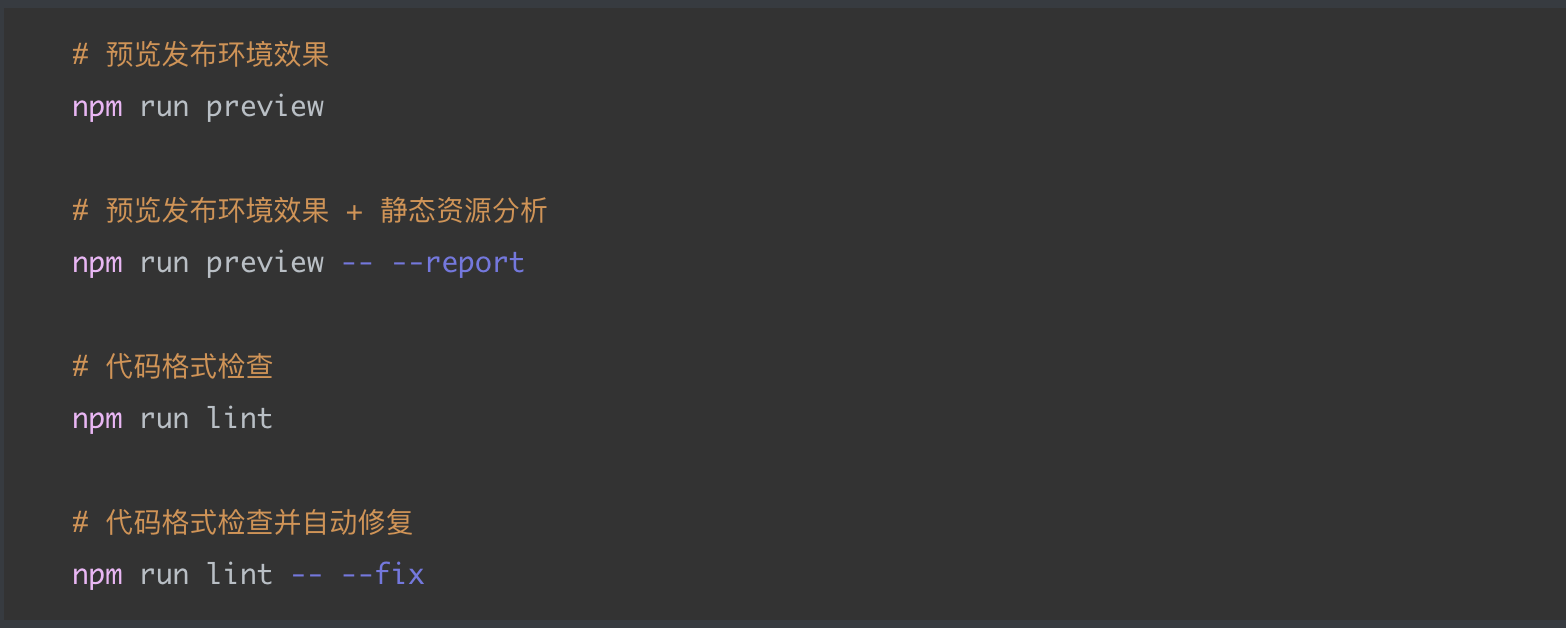 # 预览发布环境效果
npm run preview
# 预览发布环境效果 + 静态资源分析
npm run preview -- --report
# 代码格式检查
npm run lint
# 代码格式检查并自动修复
npm run lint -- --fix